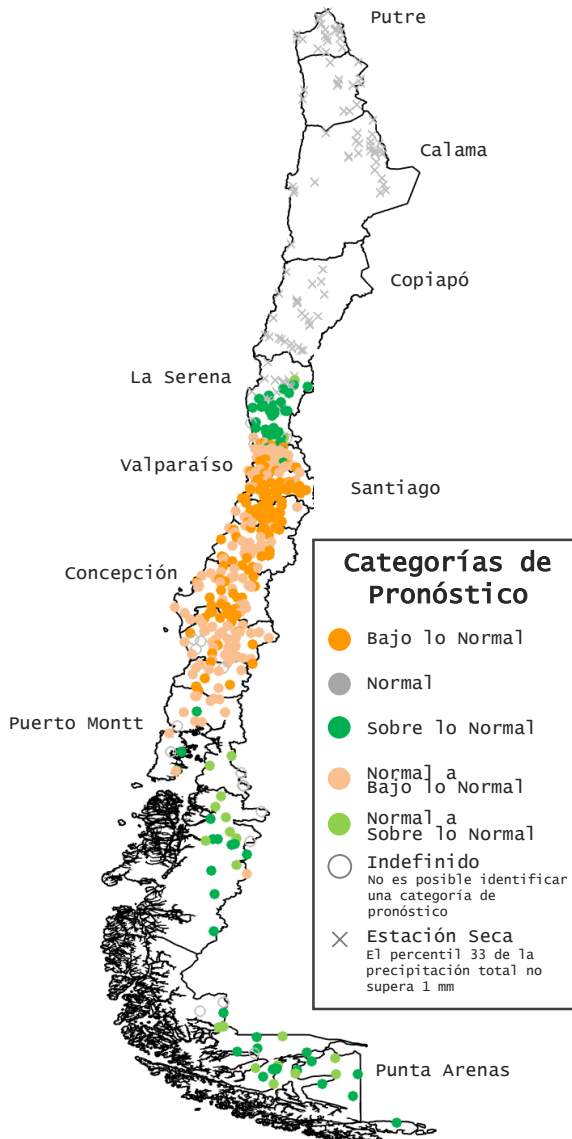 Putre
Calama
Copiapó
La Serena
Valparaíso
Santiago
Concepción
Puerto Montt
Punta Arenas
Categorías de
Pronóstico
Bajo lo Normal
Normal
Sobre lo Normal
Normal a
Bajo lo Normal
Normal a
Sobre lo Normal
Indefinido
No es posible identificar
una categoría de
pronóstico
Estación Seca
El percentil 33 de la
precipitación total no
supera 1 mm